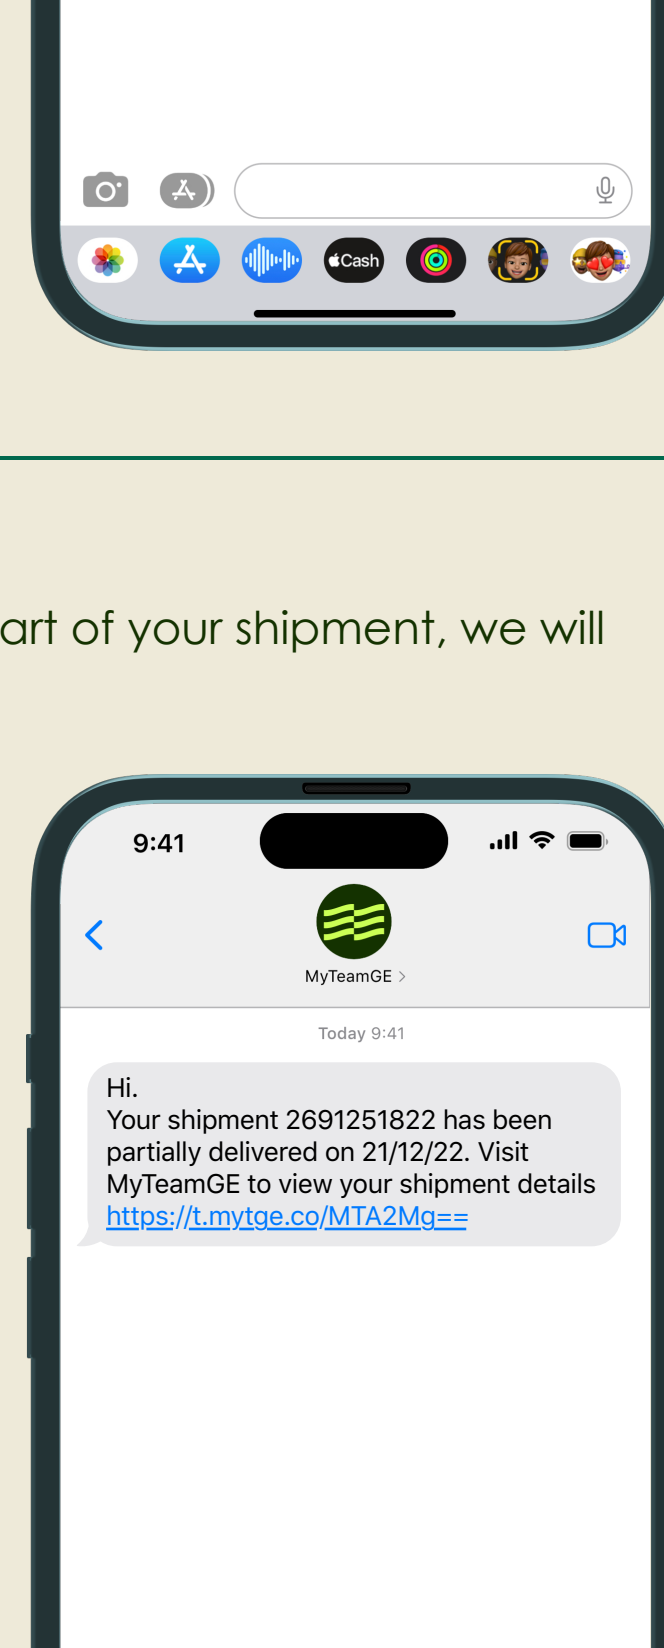 Cash
art of your shipment, we will
9:41
MyTeamGE >
Today 9:41
Hi.
Your shipment 2691251822 has been
partially delivered on 21/12/22. Visit
MyTeamGE to view your shipment details
https://t.mytge.co/MTA2Mg==